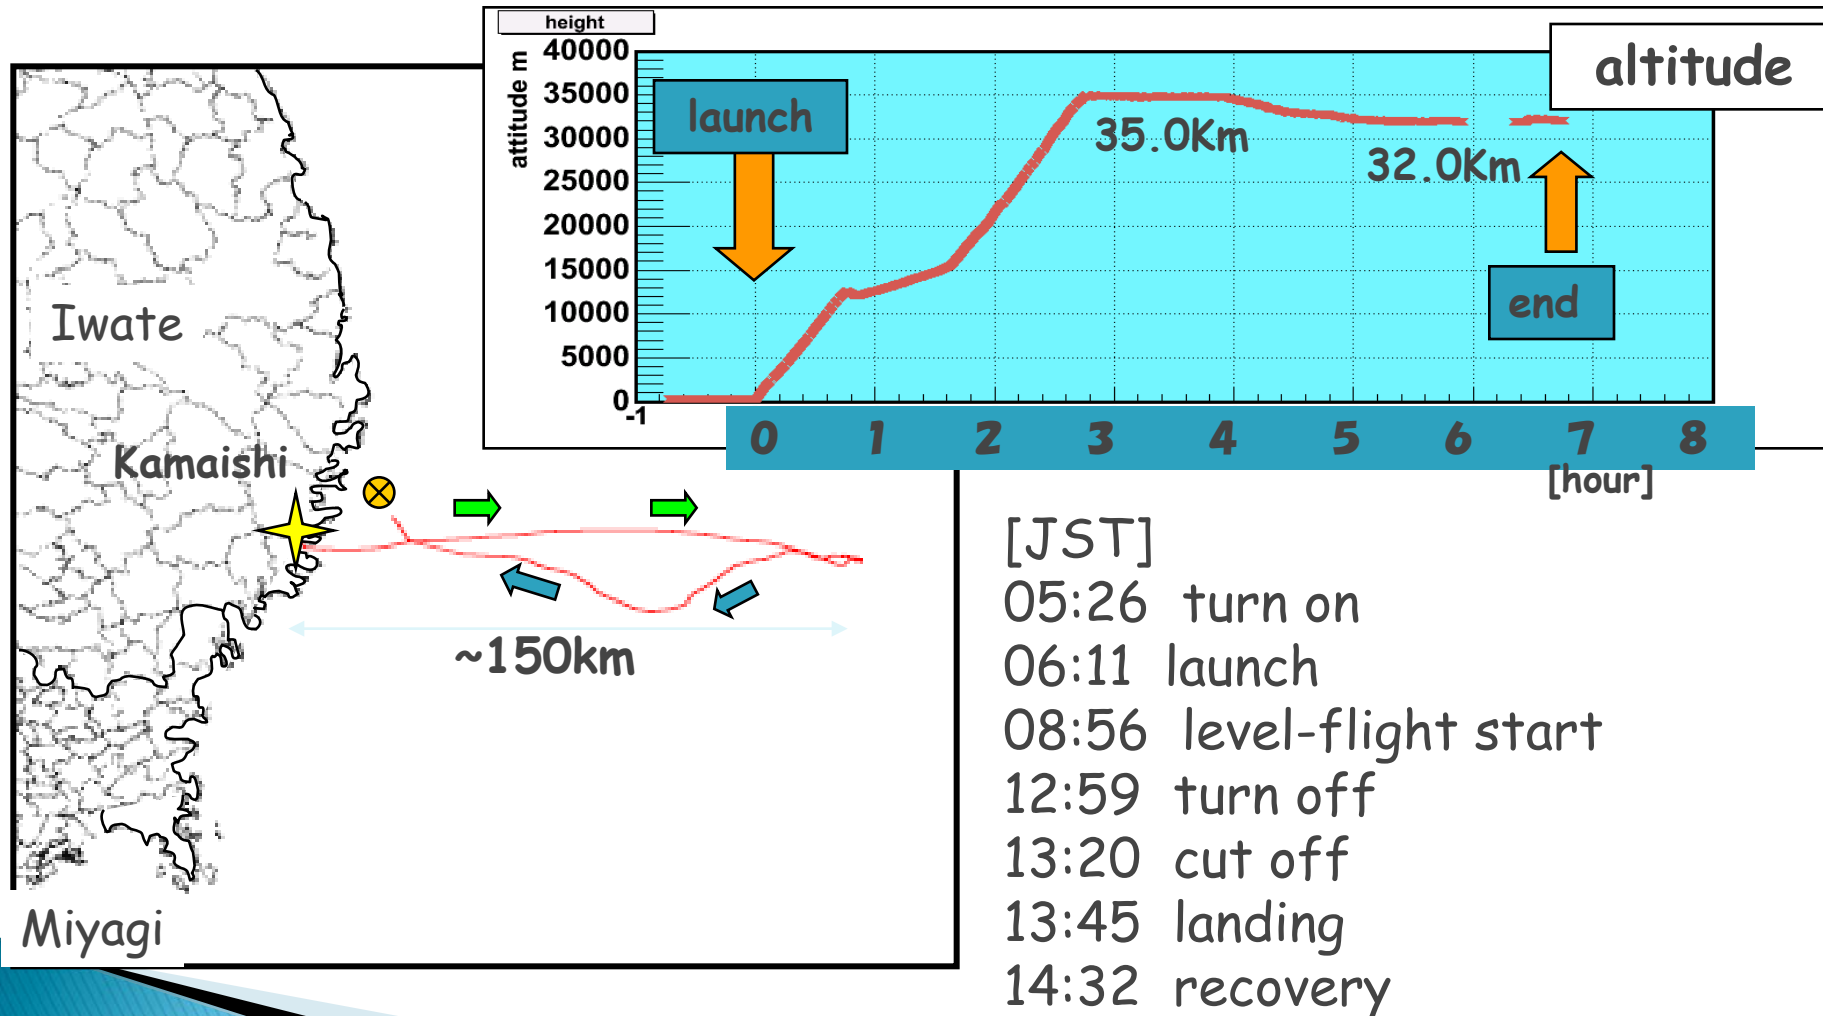 height
altitude
attitude m
40000
35000
30000
25000
20000
15000
10000
5000
0
-1
launch
35.0Km
32.0Km
end
0 1 2 3 4 5 6 7 8
[hour]
Iwate
Kamaishi
~150km
Miyagi
[JST]
05:26 turn on
06:11 launch
08:56 level-flight start
12:59 turn off
13:20 cut off
13:45 landing
14:32 recovery